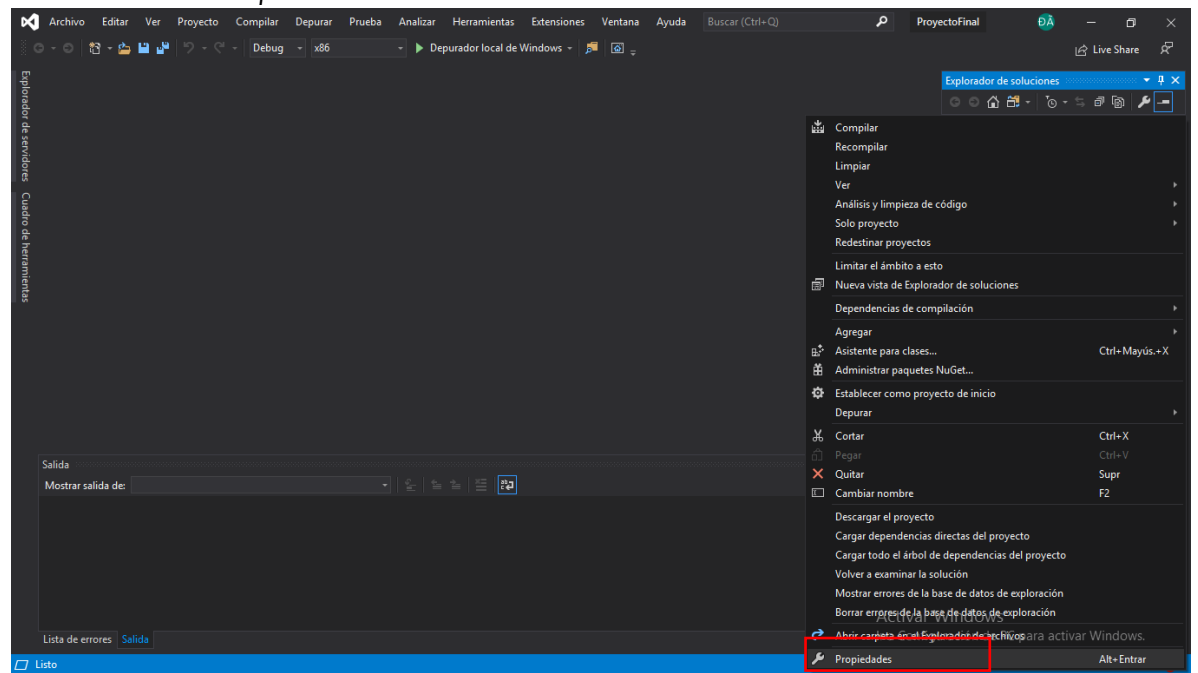 Archivo Editar Ver Proyecto Compilar Depurar Prueba Analizar Herramientas Extensiones Ventana Ayuda Buscar (Ctrl+Q) ProyectoFinal ĐÂ
Debug x86 Depurador local de Windows Live Share
Explorador de servidores
Cuadro de herramientas
Explorador de soluciones
Compilar
Recompilar
Limpiar
Ver
Análisis y limpieza de código
Solo proyecto
Redestinar proyectos
Limitar el ámbito a esto
Nueva vista de Explorador de soluciones
Dependencias de compilación
Agregar
Asistente para clases... Ctrl+Mayús.+X
Administrar paquetes NuGet...
Establecer como proyecto de inicio
Depurar
Cortar Ctrl+X
Pegar Ctrl+V
Quitar Supr
Cambiar nombre F2
Descargar el proyecto
Cargar dependencias directas del proyecto
Cargar todo el árbol de dependencias del proyecto
Volver a examinar la solución
Mostrar errores de la base de datos de exploración
Borrar errores de la base de datos de exploración
Activar Windows
Abrir carpeta en el Explorador de archivos
para activar Windows.
Propiedades Alt+Entrar
Salida
Mostrar salida de:
Lista de errores Salida
Listo